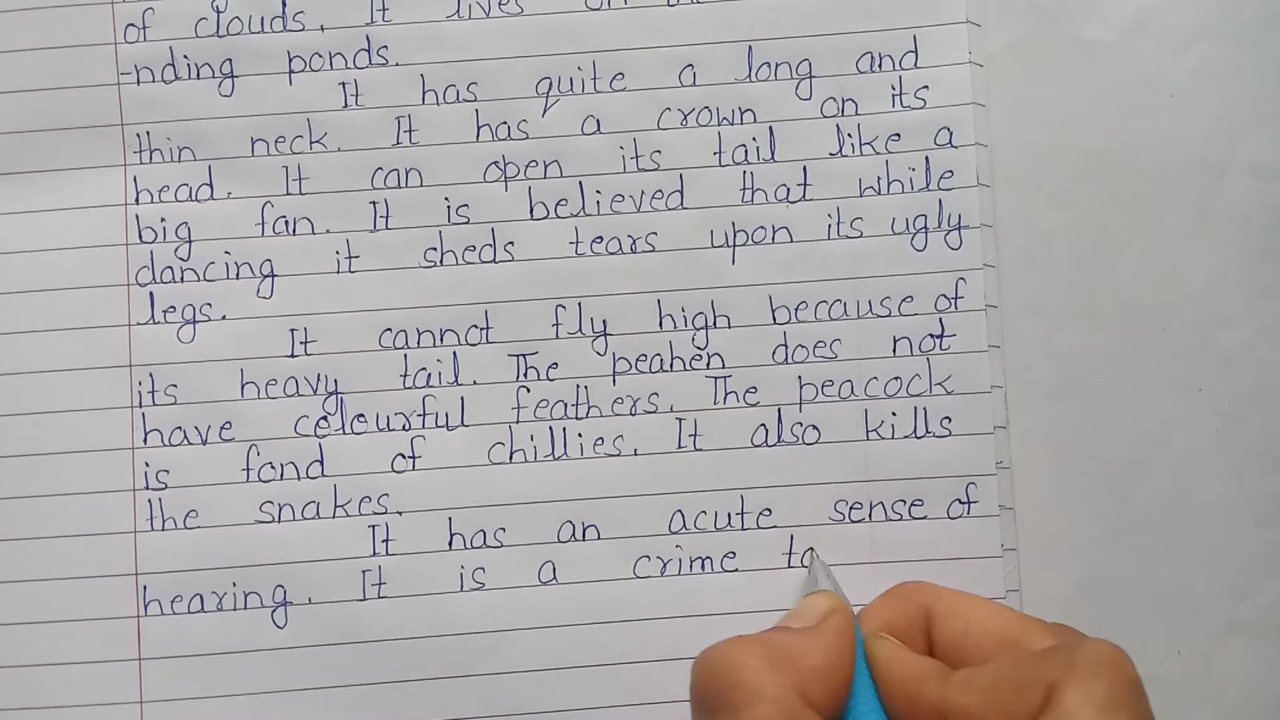 of clouds. It lives on
-nding ponds.
It has quite a long and
thin neck. It has a crown on its
head. It can open its tail like a
big fan. It is believed that while
dancing it sheds tears upon its ugly
legs.
It cannot fly high because of
its heavy tail. The peahen does not
have colourful feathers. The peacock
is fond of chillies. It also kills
the snakes.
It has an acute sense of
hearing. It is a crime to